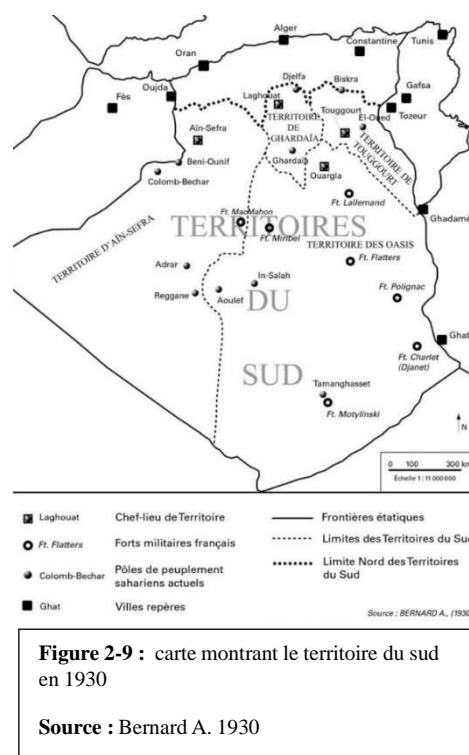 Alger
Constantine
Tunis
Oran
Djelfa
Biskra
Oujda
Laghouat
Gafsa
Fès
Touggourt
TERRITOIRE
DE
GHARDAÏA
El-Oued
Tozeur
Aïn-Sefra
TERRITOIRE DE
TOUGGOURT
Beni-Ounif
Ghardaïa
Ouargla
Colomb-Bechar
Ft. Lallemand
Ghadamè
Ft. MacMahon
TERRITOIRES
Ft. Miribel
TERRITOIRE DES OASIS
TERRITOIRE D'AÏN-SEFRA
Ft. Flatters
Adrar
In-Salah
Reggane
Aoulef
DU
Ft. Polignac
Ghat
Ft. Charlet
(Djanet)
SUD
Tamanghasset
Ft. Motylinski
N
0 100 300 km
Échelle 1 : 11 000 000
Laghouat Chef-lieu de Territoire
Frontières étatiques
Ft. Flatters Forts militaires français
Limites des Territoires du Sud
Colomb-Bechar Pôles de peuplement
sahariens actuels
Limite Nord des Territoires
du Sud
Ghat Villes repères
Source : BERNARD A., (1930
Figure 2-9 : carte montrant le territoire du sud
en 1930
Source : Bernard A. 1930